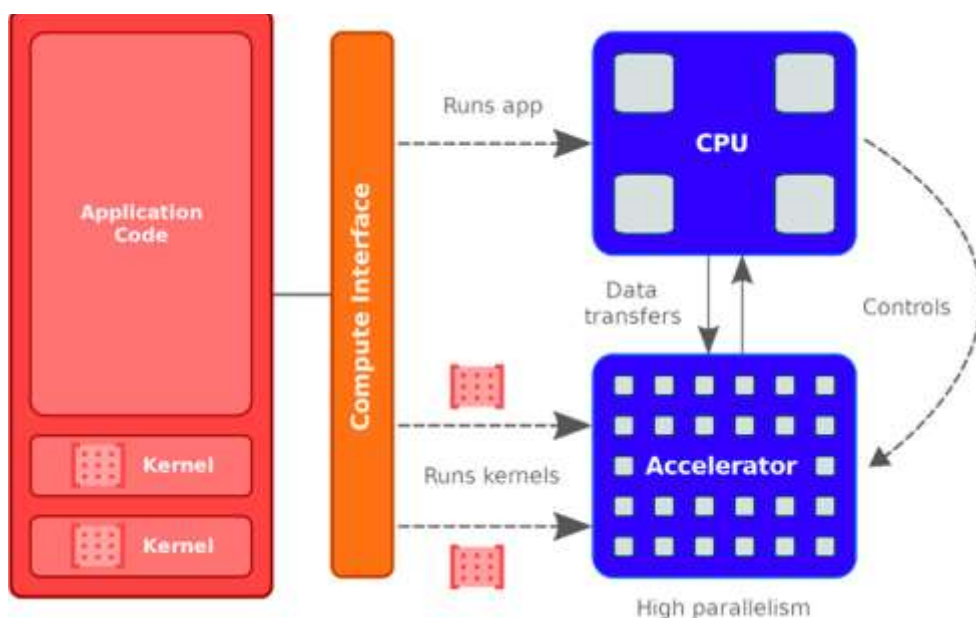 Application
Code
Kernel
Kernel
Compute Interface
Runs app
CPU
Data
transfers
Controls
Runs kernels
Accelerator
High parallelism